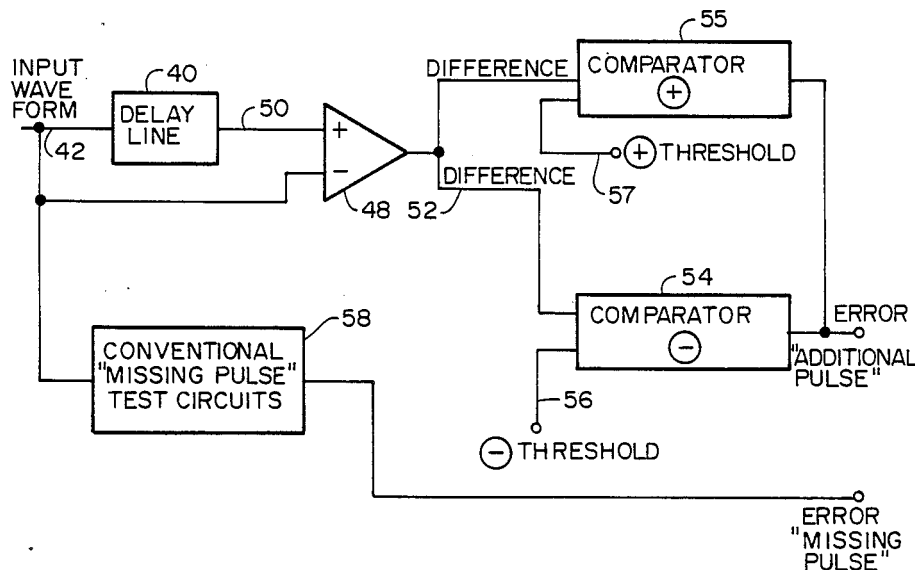 INPUT
WAVE
FORM
42
40
DELAY
LINE
50
+
−
48
DIFFERENCE
DIFFERENCE
52
55
COMPARATOR
+
+ THRESHOLD
57
54
COMPARATOR
−
ERROR
"ADDITIONAL
PULSE"
56
− THRESHOLD
58
CONVENTIONAL
"MISSING PULSE"
TEST CIRCUITS
ERROR
"MISSING
PULSE"